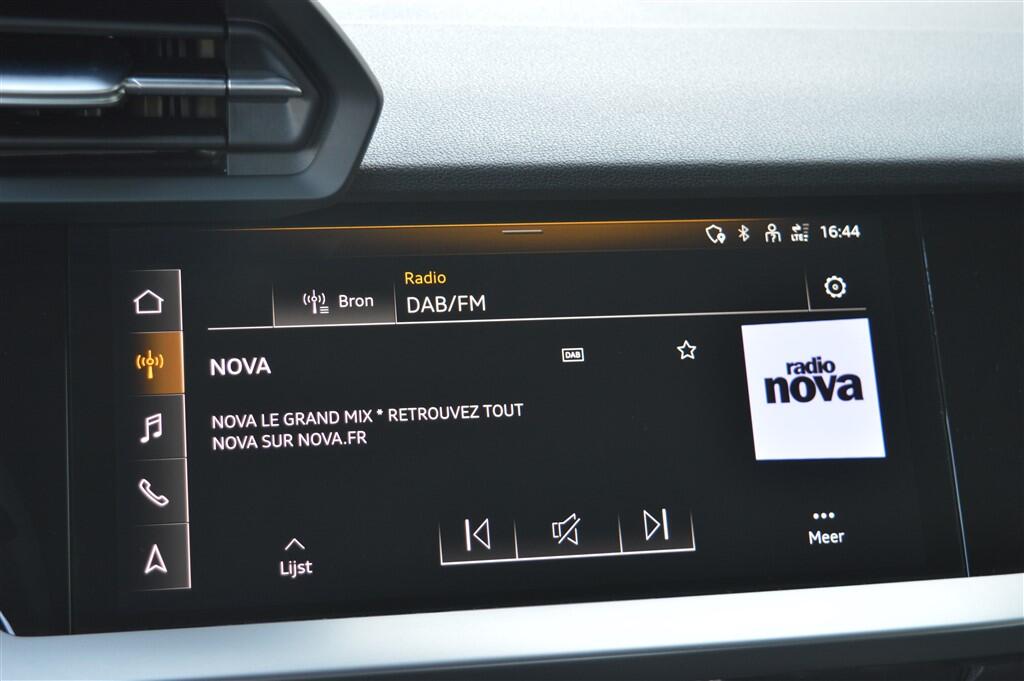 LTE 16:44
Radio
Bron DAB/FM
NOVA
DAB
radio
nova
NOVA LE GRAND MIX * RETROUVEZ TOUT
NOVA SUR NOVA.FR
Lijst
Meer